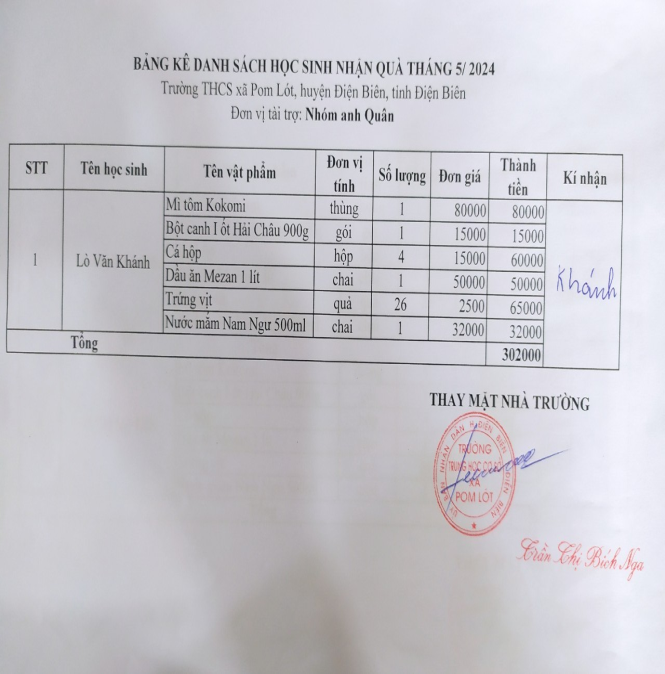 BẢNG KÊ DANH SÁCH HỌC SINH NHẬN QUÀ THÁNG 5/ 2024
Trường THCS xã Pom Lót, huyện Điện Biên, tỉnh Điện Biên
Đơn vị tài trợ: Nhóm anh Quân
STT Tên học sinh Tên vật phẩm Đơn vị tính Số lượng Đơn giá Thành tiền Kí nhận
1 Lò Văn Khánh Mì tôm Kokomi thùng 1 80000 80000 Khánh
Bột canh I ốt Hải Châu 900g gói 1 15000 15000
Cá hộp hộp 4 15000 60000
Dầu ăn Mezan 1 lít chai 1 50000 50000
Trứng vịt quả 26 2500 65000
Nước mắm Nam Ngư 500ml chai 1 32000 32000
Tổng 302000
THAY MẶT NHÀ TRƯỜNG
TRƯỜNG
TRUNG HỌC CƠ SỞ
XÃ
POM LÓT
Trần Thị Bích Nga